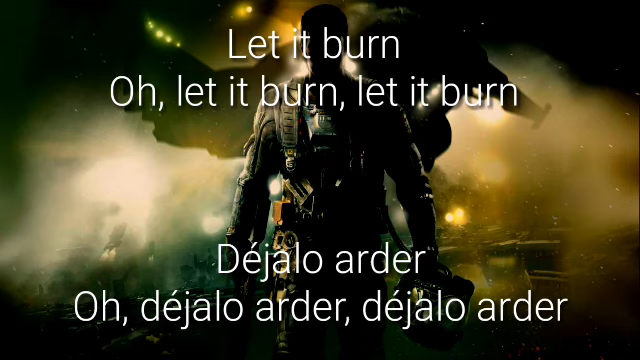 Let it burn
Oh, let it burn, let it burn
Déjalo arder
Oh, déjalo arder, déjalo arder